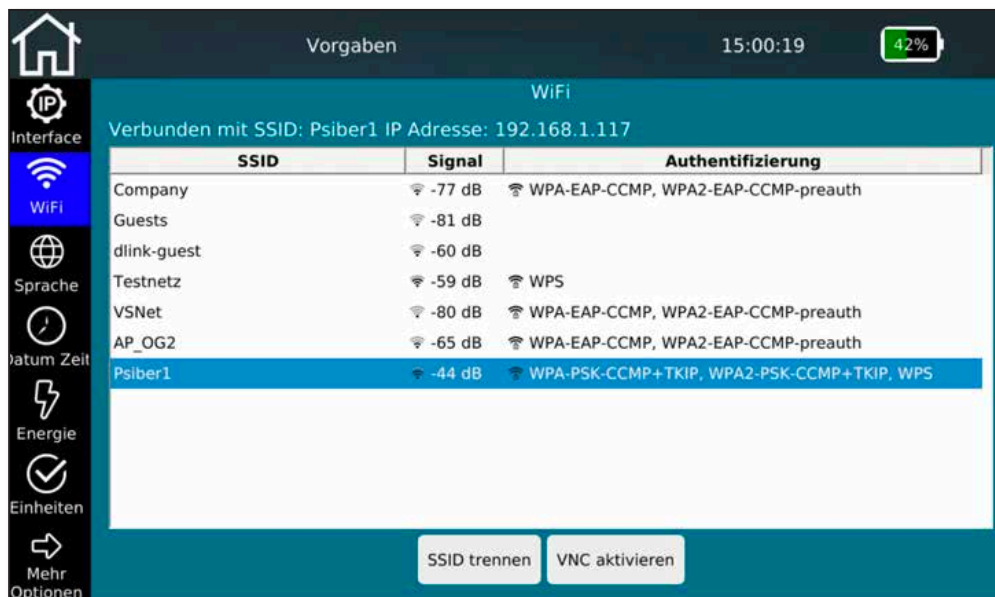 Vorgaben 15:00:19 42%
IP
Interface
WiFi
Sprache
Datum Zeit
Energie
Einheiten
Mehr
Optionen
WiFi
Verbunden mit SSID: Psiber1 IP Adresse: 192.168.1.117
SSID Signal Authentifizierung
Company -77 dB WPA-EAP-CCMP, WPA2-EAP-CCMP-preauth
Guests -81 dB
dlink-guest -60 dB
Testnetz -59 dB WPS
VSNet -80 dB WPA-EAP-CCMP, WPA2-EAP-CCMP-preauth
AP_OG2 -65 dB WPA-EAP-CCMP, WPA2-EAP-CCMP-preauth
Psiber1 -44 dB WPA-PSK-CCMP+TKIP, WPA2-PSK-CCMP+TKIP, WPS
SSID trennen VNC aktivieren